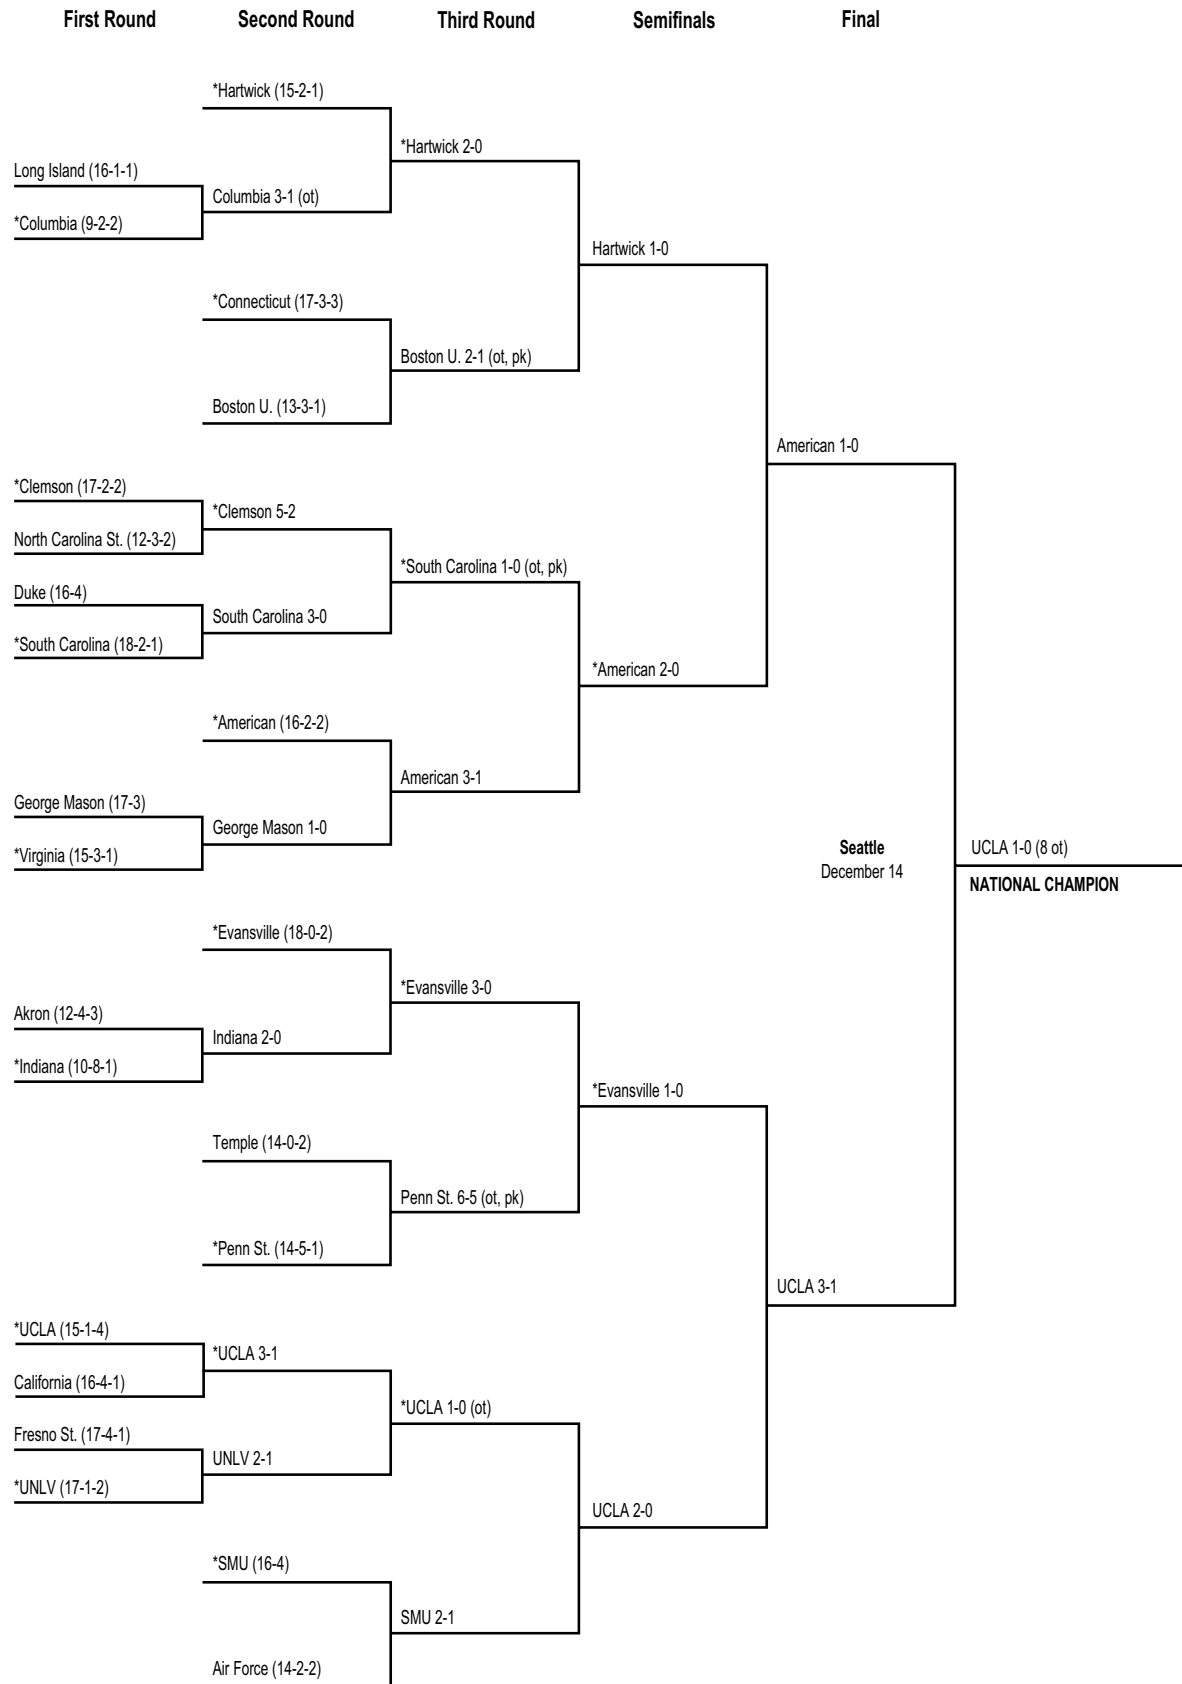 First Round
Second Round
Third Round
Semifinals
Final
*Hartwick (15-2-1)
*Hartwick 2-0
Long Island (16-1-1)
Columbia 3-1 (ot)
*Columbia (9-2-2)
Hartwick 1-0
*Connecticut (17-3-3)
Boston U. 2-1 (ot, pk)
Boston U. (13-3-1)
American 1-0
*Clemson (17-2-2)
*Clemson 5-2
North Carolina St. (12-3-2)
*South Carolina 1-0 (ot, pk)
Duke (16-4)
South Carolina 3-0
*South Carolina (18-2-1)
*American 2-0
*American (16-2-2)
American 3-1
George Mason (17-3)
George Mason 1-0
*Virginia (15-3-1)
Seattle
December 14
UCLA 1-0 (8 ot)
NATIONAL CHAMPION
*Evansville (18-0-2)
*Evansville 3-0
Akron (12-4-3)
Indiana 2-0
*Indiana (10-8-1)
*Evansville 1-0
Temple (14-0-2)
Penn St. 6-5 (ot, pk)
*Penn St. (14-5-1)
UCLA 3-1
*UCLA (15-1-4)
*UCLA 3-1
California (16-4-1)
*UCLA 1-0 (ot)
Fresno St. (17-4-1)
UNLV 2-1
*UNLV (17-1-2)
UCLA 2-0
*SMU (16-4)
SMU 2-1
Air Force (14-2-2)